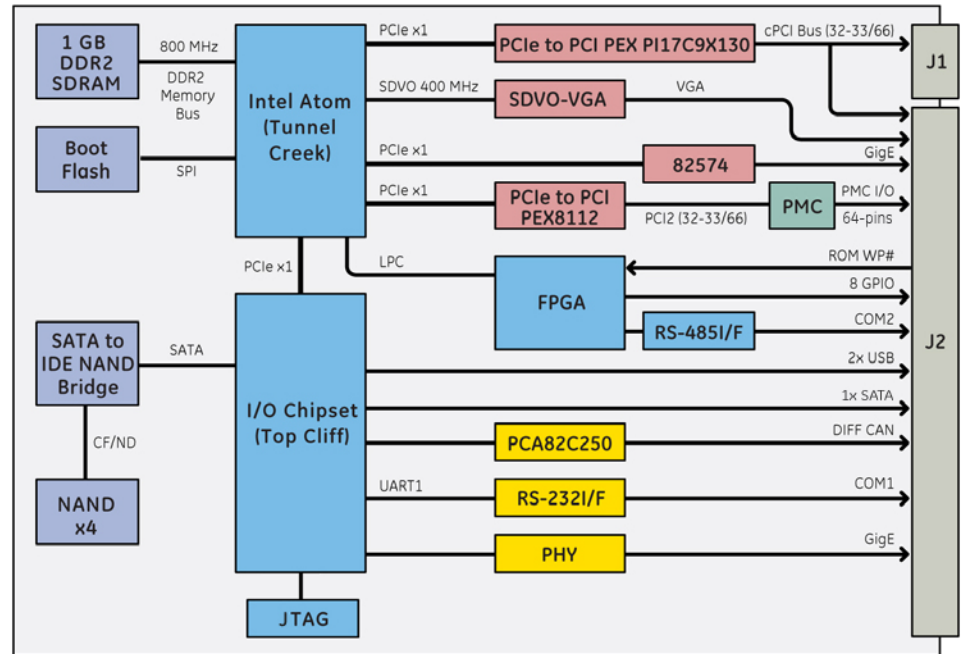 1 GB
DDR2
SDRAM
800 MHz
DDR2
Memory
Bus
Boot
Flash
SPI
Intel Atom
(Tunnel
Creek)
PCIe x1
PCIe to PCI PEX PI17C9X130
cPCI Bus (32-33/66)
J1
SDVO 400 MHz
SDVO-VGA
VGA
PCIe x1
82574
GigE
PCIe x1
PCIe to PCI
PEX8112
PCI2 (32-33/66)
PMC
PMC I/O
64-pins
PCIe x1
LPC
FPGA
ROM WP#
8 GPIO
RS-485I/F
COM2
J2
SATA to
IDE NAND
Bridge
SATA
CF/ND
NAND
x4
I/O Chipset
(Top Cliff)
2x USB
1x SATA
PCA82C250
DIFF CAN
UART1
RS-232I/F
COM1
PHY
GigE
JTAG